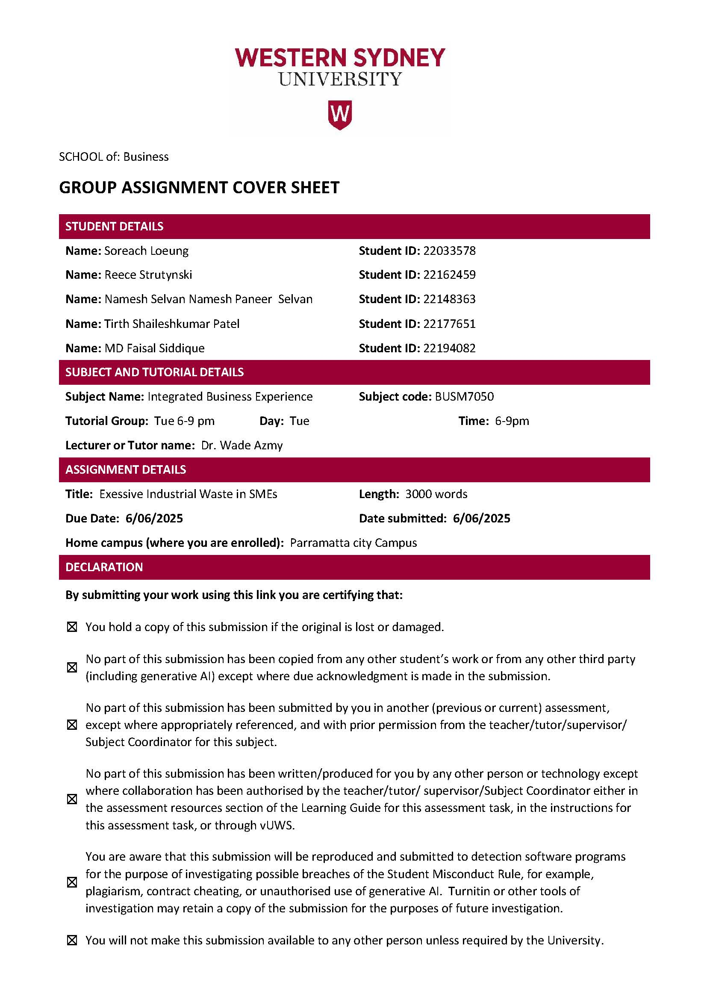 WESTERN SYDNEY
UNIVERSITY
W
SCHOOL of: Business
GROUP ASSIGNMENT COVER SHEET
STUDENT DETAILS
Name: Soreach Loeung Student ID: 22033578
Name: Reece Strutynski Student ID: 22162459
Name: Namesh Selvan Namesh Paneer  Selvan Student ID: 22148363
Name: Tirth Shaileshkumar Patel Student ID: 22177651
Name: MD Faisal Siddique Student ID: 22194082
SUBJECT AND TUTORIAL DETAILS
Subject Name: Integrated Business Experience Subject code: BUSM7050
Tutorial Group: Tue 6-9 pm Day: Tue Time: 6-9pm
Lecturer or Tutor name: Dr. Wade Azmy
ASSIGNMENT DETAILS
Title: Exessive Industrial Waste in SMEs Length: 3000 words
Due Date: 6/06/2025 Date submitted: 6/06/2025
Home campus (where you are enrolled): Parramatta city Campus
DECLARATION
By submitting your work using this link you are certifying that:
☒ You hold a copy of this submission if the original is lost or damaged.
☒ No part of this submission has been copied from any other student's work or from any other third party
(including generative AI) except where due acknowledgment is made in the submission.
No part of this submission has been submitted by you in another (previous or current) assessment,
☒ except where appropriately referenced, and with prior permission from the teacher/tutor/supervisor/
Subject Coordinator for this subject.
No part of this submission has been written/produced for you by any other person or technology except
where collaboration has been authorised by the teacher/tutor/ supervisor/Subject Coordinator either in
☒ the assessment resources section of the Learning Guide for this assessment task, in the instructions for
this assessment task, or through vUWS.
You are aware that this submission will be reproduced and submitted to detection software programs
for the purpose of investigating possible breaches of the Student Misconduct Rule, for example,
☒ plagiarism, contract cheating, or unauthorised use of generative AI. Turnitin or other tools of
investigation may retain a copy of the submission for the purposes of future investigation.
☒ You will not make this submission available to any other person unless required by the University.